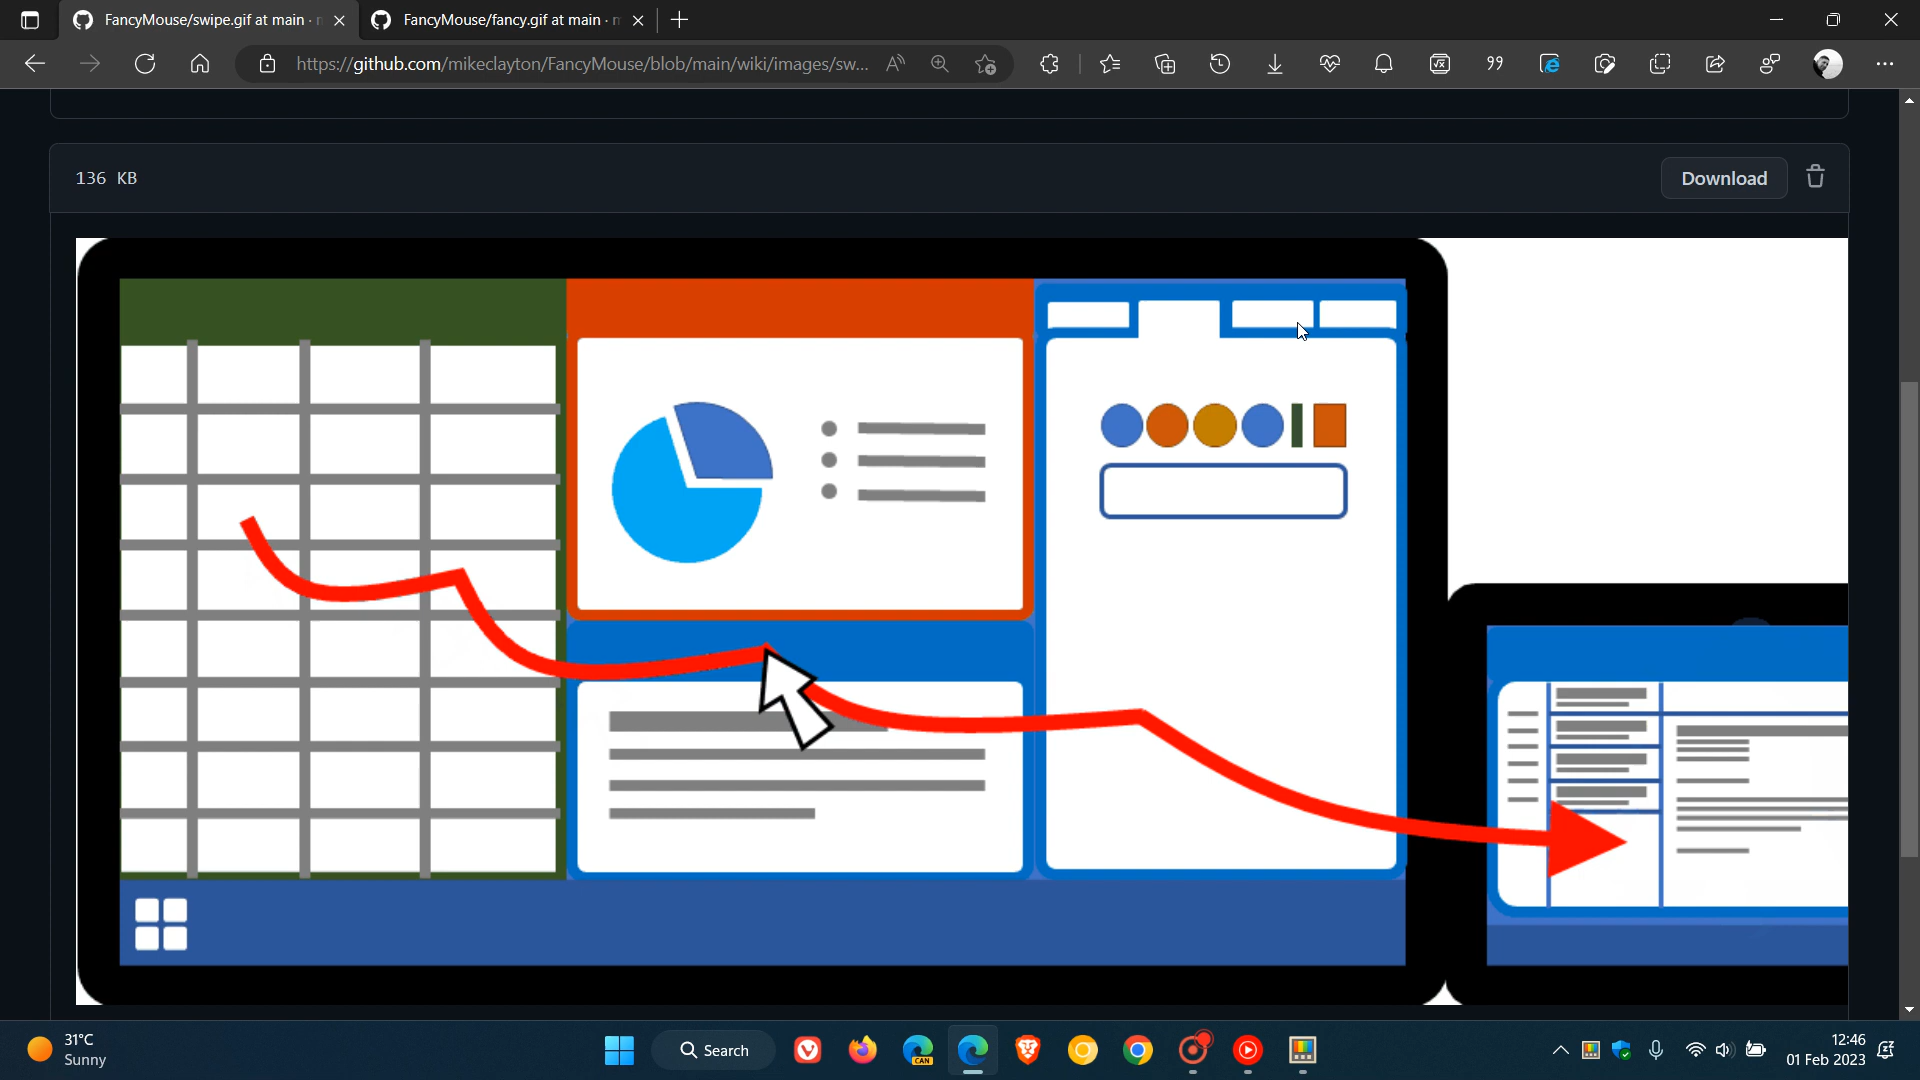 FancyMouse/swipe.gif at main ·
FancyMouse/fancy.gif at main ·
https://github.com/mikeclayton/FancyMouse/blob/main/wiki/images/sw...
136 KB
Download
31°C
Sunny
Search
CAN
12:46
01 Feb 2023